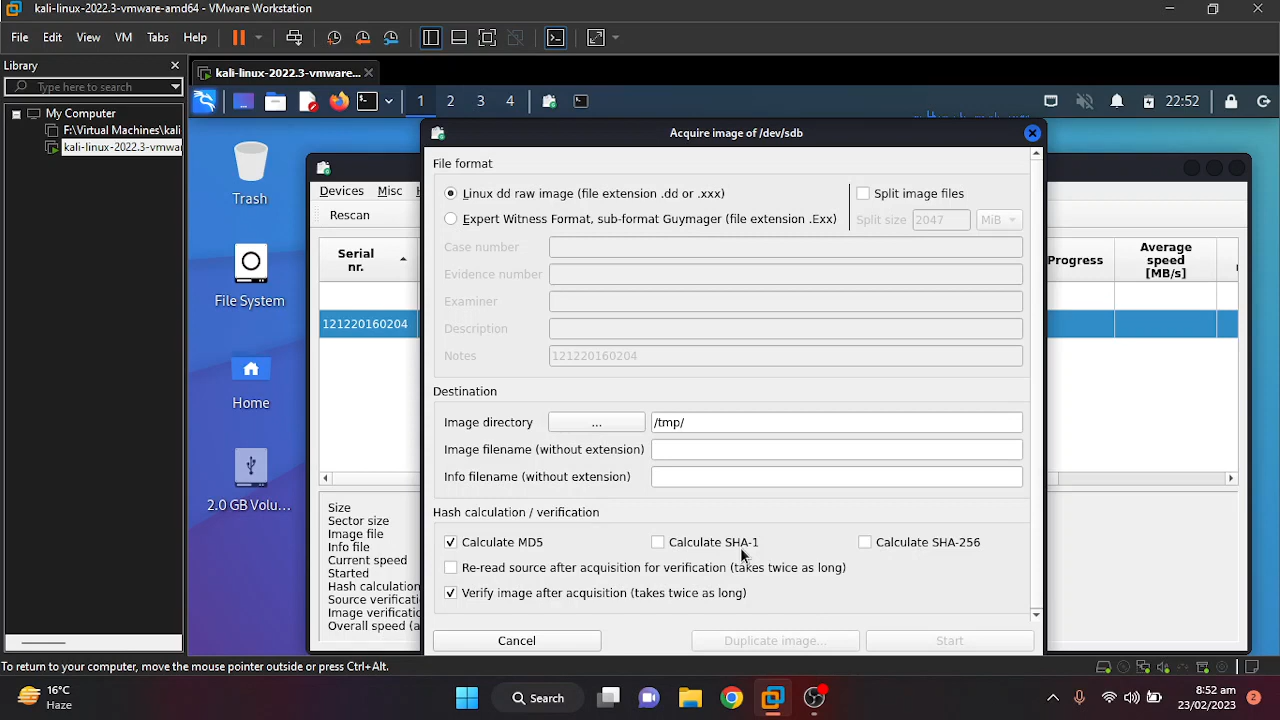 kali-linux-2022.3-vmware-amd64 - VMware Workstation
File Edit View VM Tabs Help
Library
Type here to search
My Computer
F:\Virtual Machines\kali
kali-linux-2022.3-vmwar
kali-linux-2022.3-vmware...
1 2 3 4
22:52
Trash
File System
Home
2.0 GB Volu...
Devices Misc
Rescan
Serial nr.
121220160204
Progress
Average speed [MB/s]
Size
Sector size
Image file
Info file
Current speed
Started
Hash calculation
Source verificati
Image verificatio
Overall speed (a
Acquire image of /dev/sdb
File format
Linux dd raw image (file extension .dd or .xxx)
Split image files
Expert Witness Format, sub-format Guymager (file extension .Exx)
Split size 2047 MiB
Case number
Evidence number
Examiner
Description
Notes 121220160204
Destination
Image directory ... /tmp/
Image filename (without extension)
Info filename (without extension)
Hash calculation / verification
Calculate MD5 Calculate SHA-1 Calculate SHA-256
Re-read source after acquisition for verification (takes twice as long)
Verify image after acquisition (takes twice as long)
Cancel Duplicate image... Start
To return to your computer, move the mouse pointer outside or press Ctrl+Alt.
16°C
Haze
Search
8:52 am
23/02/2023
2